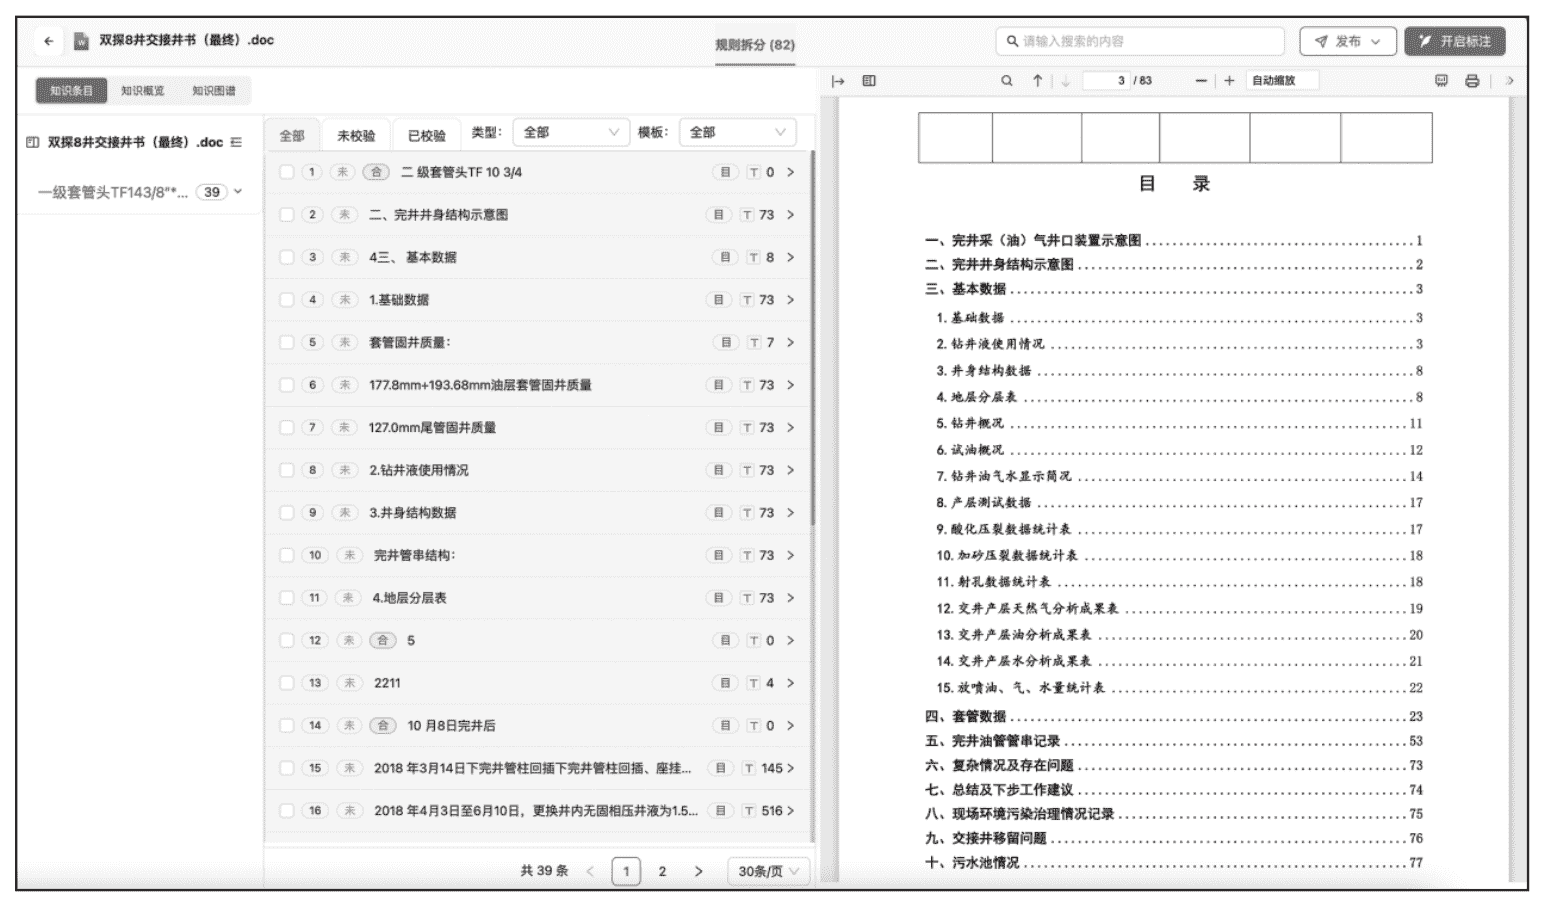 双探8井交接井书（最终）.doc
规则拆分 (82)
请输入搜索的内容
发布
开启标注
知识条目 知识概览 知识图谱
3 / 83
自动缩放
双探8井交接井书（最终）.doc
一级套管头TF143/8"*... 39
全部 未校验 已校验 类型： 全部 模板： 全部
1 未 合 二 级套管头TF 10 3/4 目 T 0
2 未 二、完井井身结构示意图 目 T 73
3 未 4三、 基本数据 目 T 8
4 未 1.基础数据 目 T 73
5 未 套管固井质量： 目 T 7
6 未 177.8mm+193.68mm油层套管固井质量 目 T 73
7 未 127.0mm尾管固井质量 目 T 73
8 未 2.钻井液使用情况 目 T 73
9 未 3.井身结构数据 目 T 73
10 未 完井管串结构： 目 T 73
11 未 4.地层分层表 目 T 73
12 未 合 5 目 T 0
13 未 2211 目 T 4
14 未 合 10 月8日完井后 目 T 0
15 未 2018 年3月14日下完井管柱回插下完井管柱回插、座挂... 目 T 145
16 未 2018 年4月3日至6月10日，更换井内无固相压井液为1.5... 目 T 516
共 39 条 1 2 30条/页
目 录
一、完井采（油）气井口装置示意图........................................1
二、完井井身结构示意图..................................................2
三、基本数据............................................................3
1.基础数据..............................................................3
2.钻井液使用情况........................................................3
3.井身结构数据..........................................................8
4.地层分层表............................................................8
5.钻井概况..............................................................11
6.试油概况..............................................................12
7.钻井油气水显示简况....................................................14
8.产层测试数据..........................................................17
9.酸化压裂数据统计表....................................................17
10.加砂压裂数据统计表...................................................18
11.射孔数据统计表.......................................................18
12.交井产层天然气分析成果表.............................................19
13.交井产层油分析成果表.................................................20
14.交井产层水分析成果表.................................................21
15.放喷油、气、水量统计表...............................................22
四、套管数据............................................................23
五、完井油管管串记录....................................................53
六、复杂情况及存在问题..................................................73
七、总结及下步工作建议..................................................74
八、现场环境污染治理情况记录............................................75
九、交接井移留问题......................................................76
十、污水池情况..........................................................77